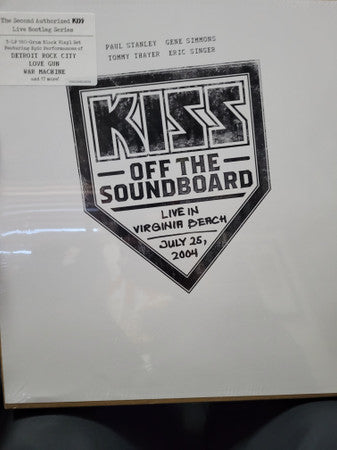 The Second Authorized KISS
Live Bootleg Series
3-LP 180-Gram Black Vinyl Set
Featuring Epic Performances of
DETROIT ROCK CITY
LOVE GUN
WAR MACHINE
and 17 more!
PAUL STANLEY GENE SIMMONS
TOMMY THAYER ERIC SINGER
KISS
OFF THE
SOUNDBOARD
LIVE IN
VIRGINIA BEACH
JULY 25,
2004